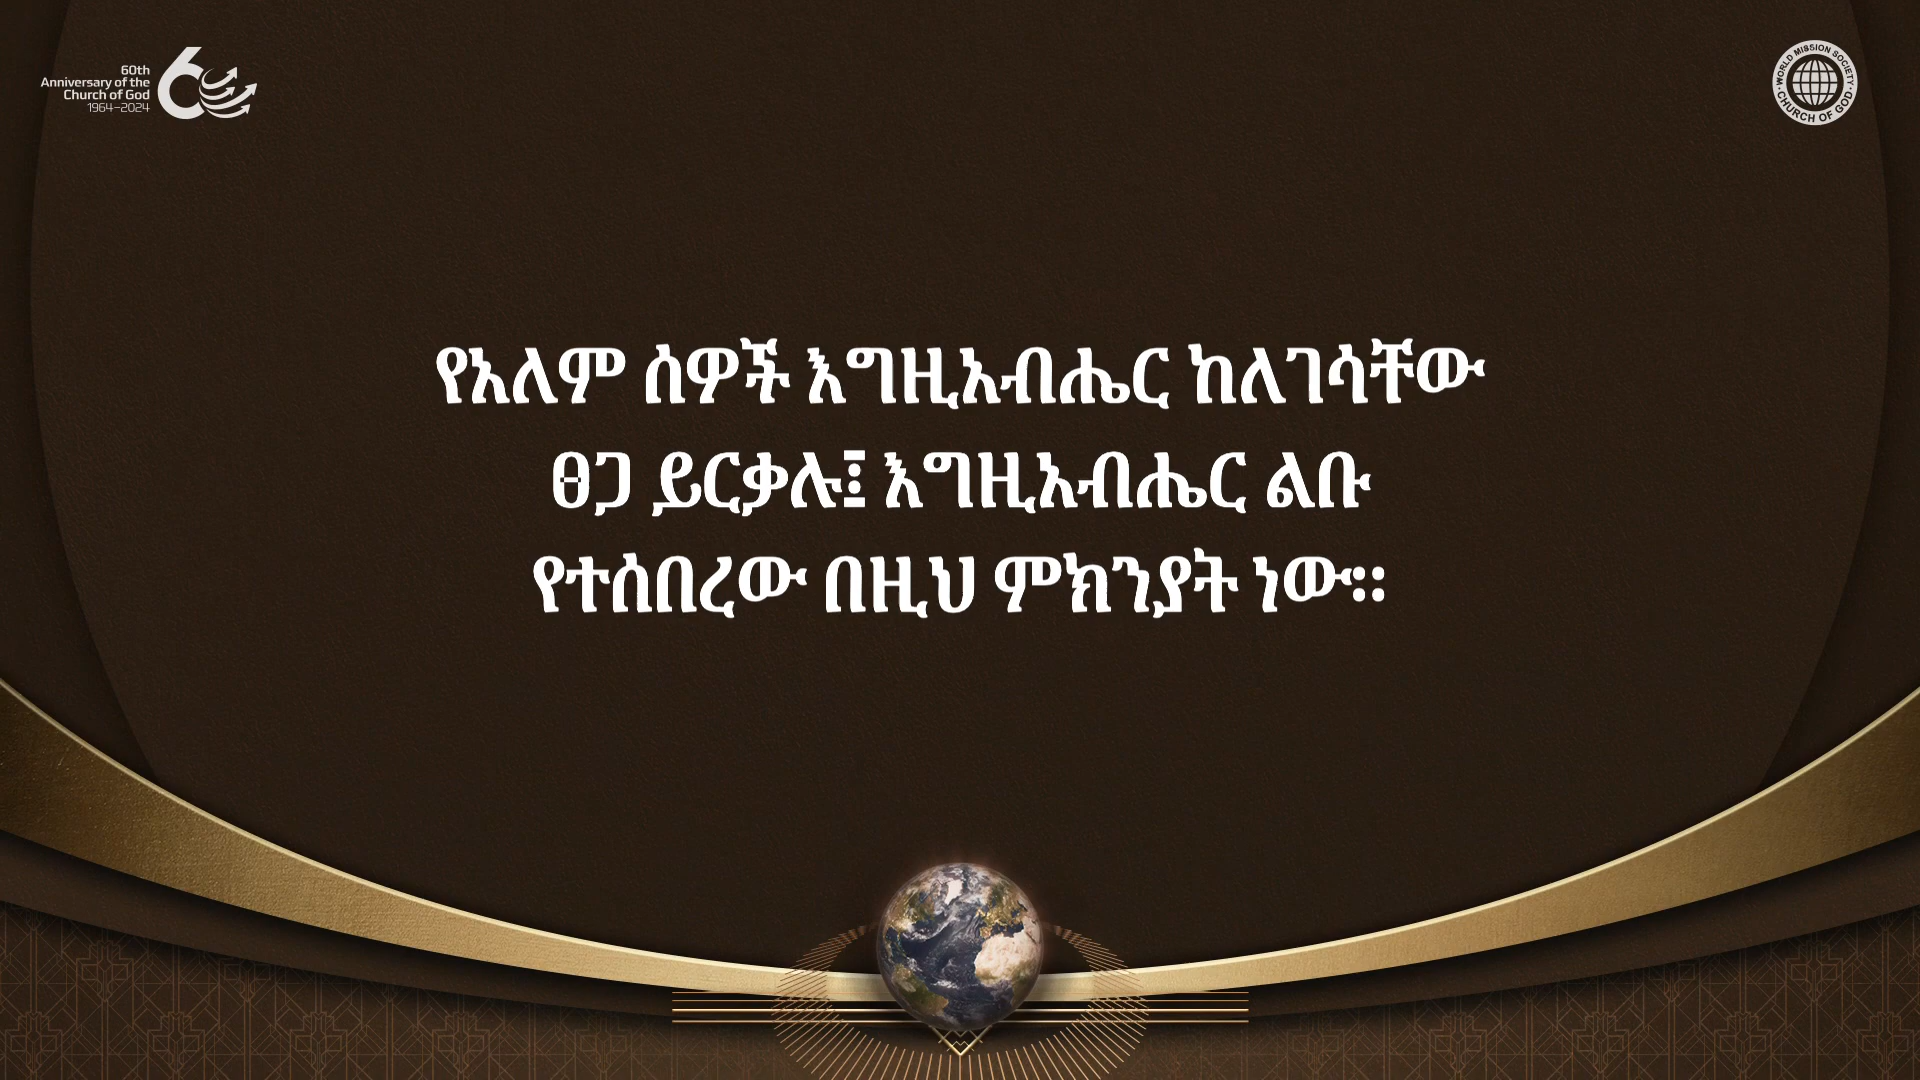 60th
Anniversary of the
Church of God
1964–2024
60
WORLD MISSION SOCIETY
CHURCH OF GOD
የአለም ሰዎች እግዚአብሔር ከለገሳቸው
ፀጋ ይርቃሉ፤ እግዚአብሔር ልቡ
የተሰበረው በዚህ ምክንያት ነው።